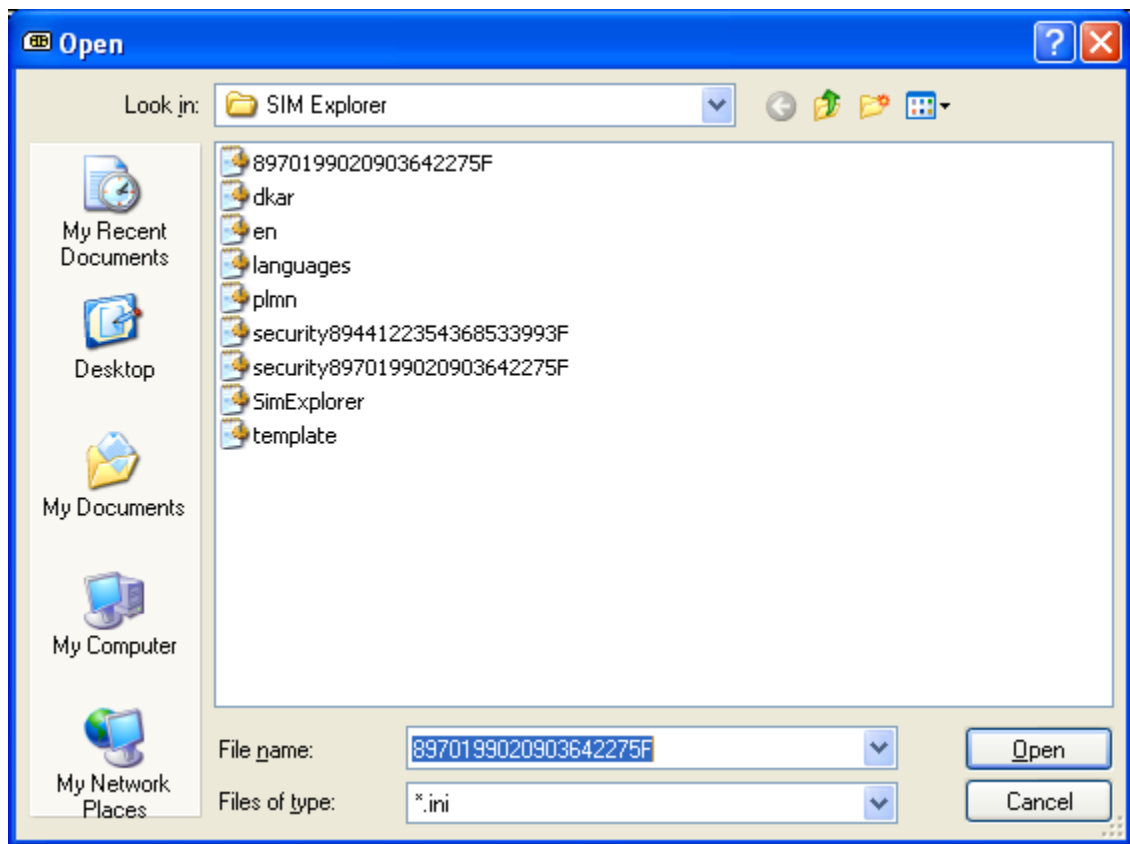 Open
Look in:
SIM Explorer
My Recent
Documents
Desktop
My Documents
My Computer
My Network
Places
8970199020903642275F
dkar
en
languages
plmn
security8944122354368533993F
security8970199020903642275F
SimExplorer
template
File name:
8970199020903642275F
Open
Files of type:
*.ini
Cancel